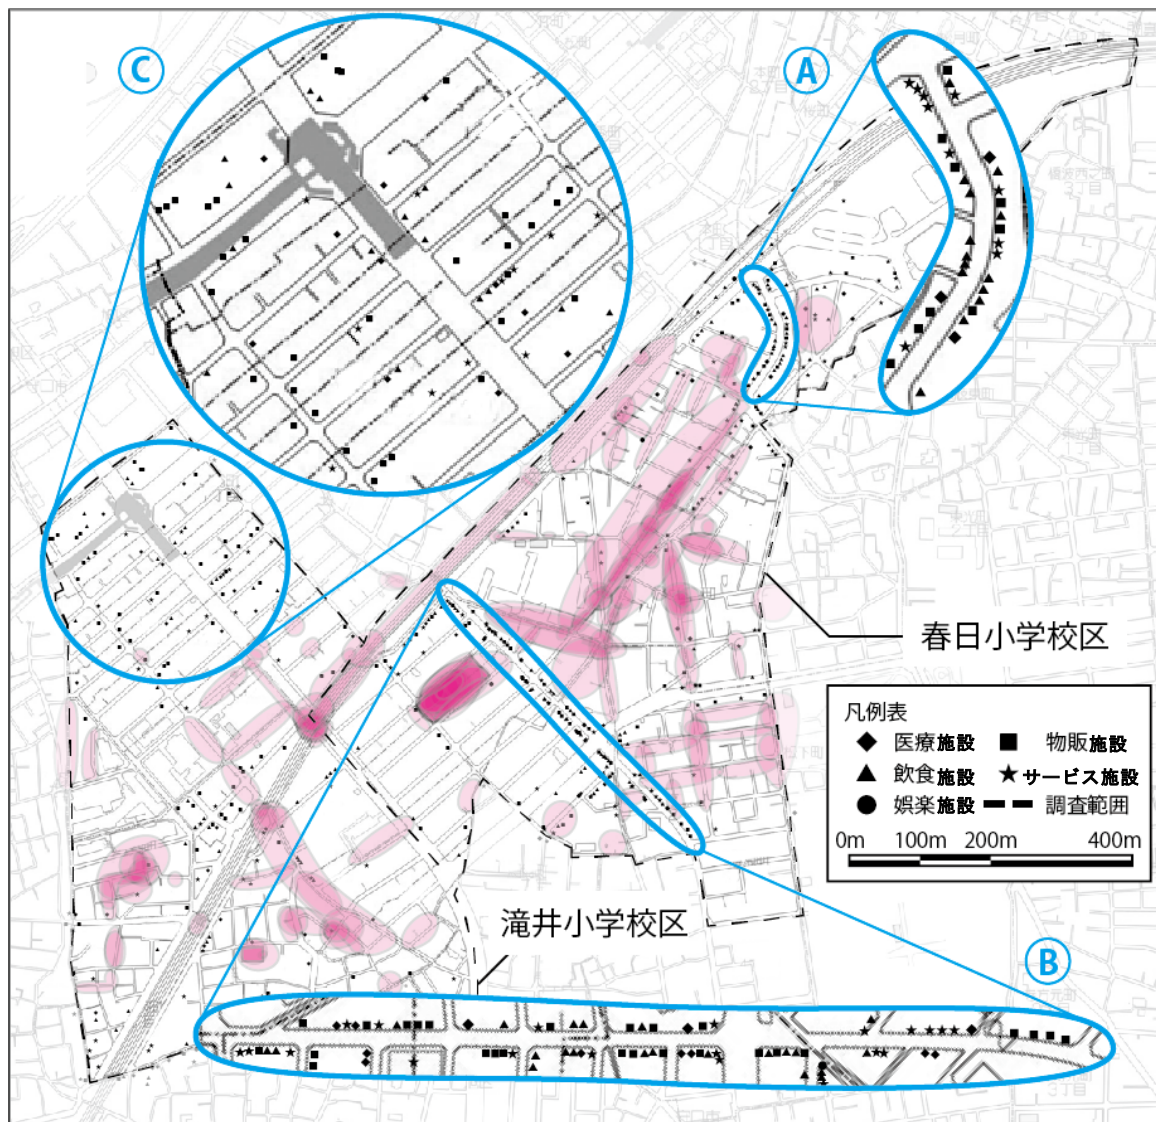 C
A
春日小学校区
凡例表
◆ 医療施設 ■ 物販施設
▲ 飲食施設 ★サービス施設
● 娯楽施設 調査範囲
0m 100m 200m 400m
滝井小学校区
B